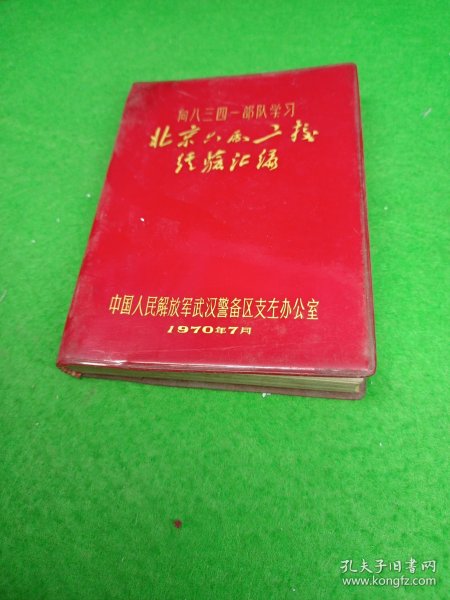 向八三四一部队学习
北京六厂二校
经验汇编
中国人民解放军武汉警备区支左办公室
1970年7月
孔夫子旧书网
www.kongfz.com